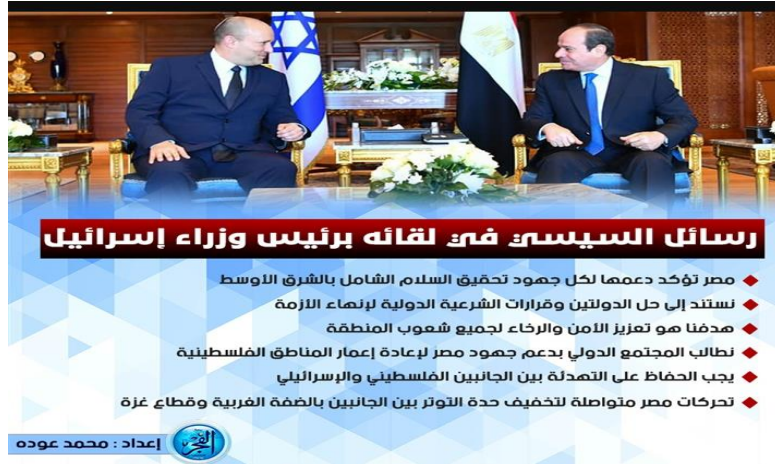 رسائل السيسي في لقائه برئيس وزراء إسرائيل
مصر تؤكد دعمها لكل جهود تحقيق السلام الشامل بالشرق الأوسط
نستند إلى حل الدولتين وقرارات الشرعية الدولية لإنهاء الأزمة
هدفنا هو تعزيز الأمن والرخاء لجميع شعوب المنطقة
نطالب المجتمع الدولي بدعم جهود مصر لإعادة إعمار المناطق الفلسطينية
يجب الحفاظ على التهدئة بين الجانبين الفلسطيني والإسرائيلي
تحركات مصر متواصلة لتخفيف حدة التوتر بين الجانبين بالضفة الغربية وقطاع غزة
الفجر
إعداد : محمد عوده